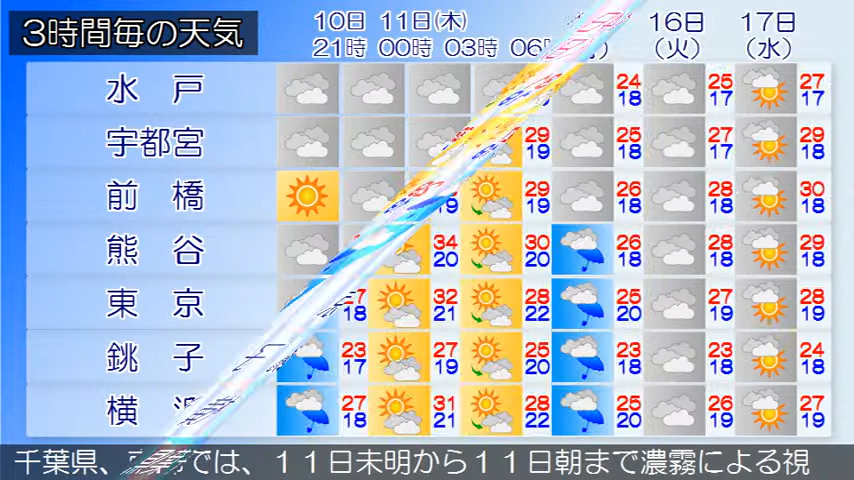 3時間毎の天気
10日 11日(木) 16日 17日
21時 00時 03時 06 (火) (水)
水 戸 24 18 25 17 27 17
宇都宮 29 19 25 18 27 17 29 18
前 橋 19 29 19 26 18 28 18 30 18
熊 谷 34 20 30 20 26 18 28 18 29 18
東 京 18 32 21 28 22 25 20 27 19 28 19
銚 子 23 17 27 19 25 20 23 18 23 18 24 18
横 27 18 31 21 28 22 25 20 26 19 27 19
千葉県、では、11日未明から11日朝まで濃霧による視